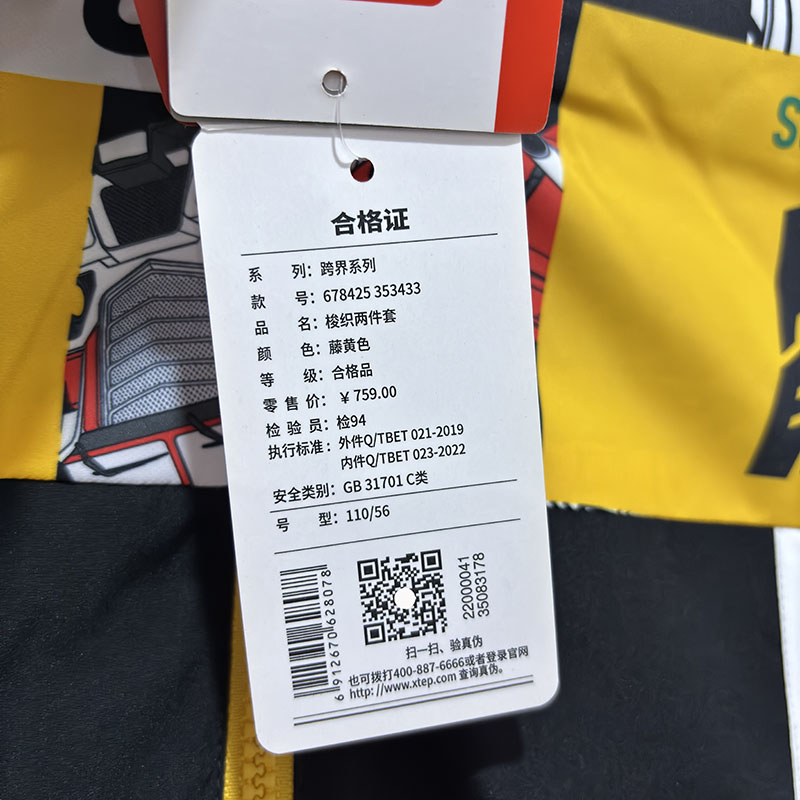 合格证
系 列：跨界系列
款 号：678425 353433
品 名：梭织两件套
颜 色：藤黄色
等 级：合格品
零 售 价：￥759.00
检 验 员：检94
执行标准：外件Q/TBET 021-2019
内件Q/TBET 023-2022
安全类别：GB 31701 C类
号 型：110/56
6 912670 628078
22000041
35083178
扫一扫、验真伪
也可拨打400-887-6666或者登录官网
http://www.xtep.com 查询真伪。